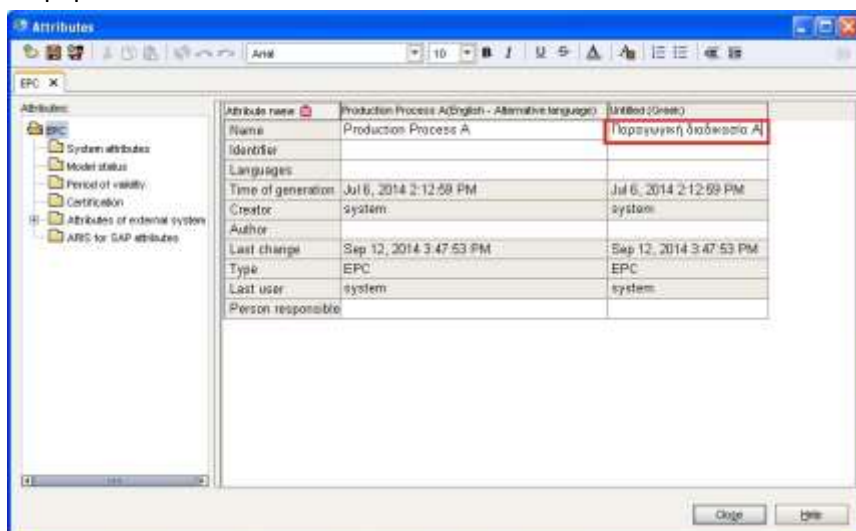 Attributes
Arial 10 B I U S A
EPC
Attributes:
EPC
System attributes
Model status
Period of validity
Certification
Attributes of external system
ARIS for SAP attributes
Attribute name Production Process A(English - Alternative language) Untitled (Greek)
Name Production Process A Παραγωγική διαδικασία Α
Identifier
Languages
Time of generation Jul 6, 2014 2:12:59 PM Jul 6, 2014 2:12:59 PM
Creator system system
Author
Last change Sep 12, 2014 3:47:53 PM Sep 12, 2014 3:47:53 PM
Type EPC EPC
Last user system system
Person responsible
Close Help